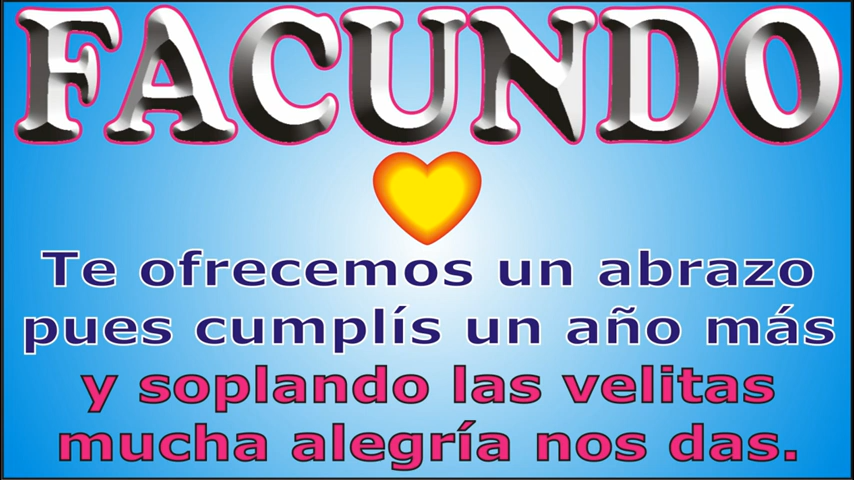 FACUNDO
Te ofrecemos un abrazo
pues cumplís un año más
y soplando las velitas
mucha alegría nos das.